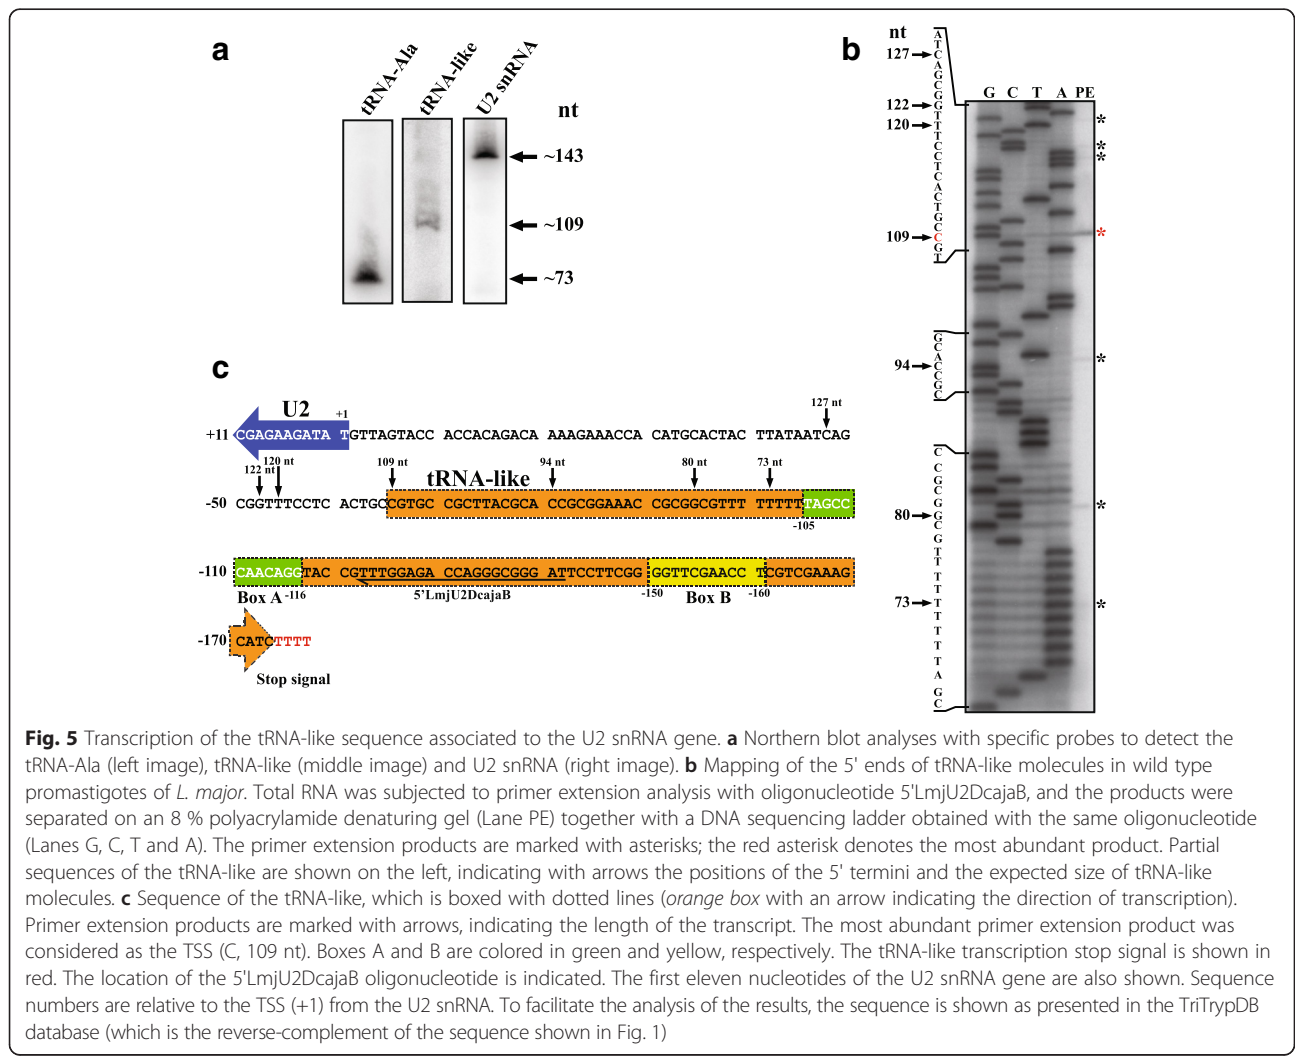 a
tRNA-Ala
tRNA-like
U2 snRNA
nt
~143
~109
~73
b
nt
127
122
120
109
94
80
73
A
T
C
A
G
C
G
G
T
T
T
C
C
T
C
A
C
T
G
C
C
G
T
G
C
A
C
C
G
C
C
C
G
C
G
G
C
G
T
T
T
T
T
T
T
T
A
G
C
G C T A PE
*
*
*
*
*
*
*
c
U2
+1
127 nt
+11 CGAGAAGATA TGTTAGTACC ACCACAGACA AAAGAAACCA CATGCACTAC TTATAATCAG
122 nt 120 nt 109 nt tRNA-like 94 nt 80 nt 73 nt
-50 CGGTTTCCTC ACTGCCGTGC CGCTTACGCA CCGCGGAAAC CGCGGCGTTT TTTTTTAGCC
-105
-110 CAACAGGTAC CGTTTGGAGA CCAGGGCGGG ATTCCTTCGG GGTTCGAACC TCGTCGAAAG
Box A -116 5'LmjU2DcajaB -150 Box B -160
-170 CATCTTTT
Stop signal
Fig. 5 Transcription of the tRNA-like sequence associated to the U2 snRNA gene. a Northern blot analyses with specific probes to detect the
tRNA-Ala (left image), tRNA-like (middle image) and U2 snRNA (right image). b Mapping of the 5' ends of tRNA-like molecules in wild type
promastigotes of L. major. Total RNA was subjected to primer extension analysis with oligonucleotide 5'LmjU2DcajaB, and the products were
separated on an 8 % polyacrylamide denaturing gel (Lane PE) together with a DNA sequencing ladder obtained with the same oligonucleotide
(Lanes G, C, T and A). The primer extension products are marked with asterisks; the red asterisk denotes the most abundant product. Partial
sequences of the tRNA-like are shown on the left, indicating with arrows the positions of the 5' termini and the expected size of tRNA-like
molecules. c Sequence of the tRNA-like, which is boxed with dotted lines (orange box with an arrow indicating the direction of transcription).
Primer extension products are marked with arrows, indicating the length of the transcript. The most abundant primer extension product was
considered as the TSS (C, 109 nt). Boxes A and B are colored in green and yellow, respectively. The tRNA-like transcription stop signal is shown in
red. The location of the 5'LmjU2DcajaB oligonucleotide is indicated. The first eleven nucleotides of the U2 snRNA gene are also shown. Sequence
numbers are relative to the TSS (+1) from the U2 snRNA. To facilitate the analysis of the results, the sequence is shown as presented in the TriTrypDB
database (which is the reverse-complement of the sequence shown in Fig. 1)